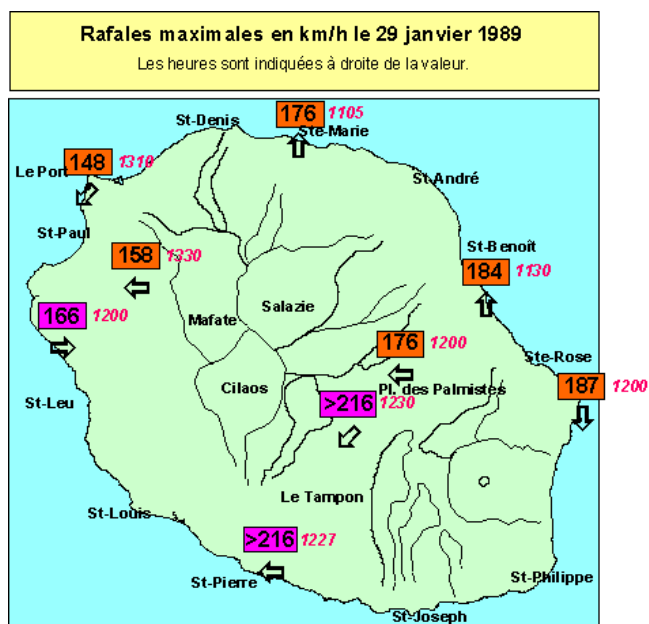 Rafales maximales en km/h le 29 janvier 1989
Les heures sont indiquées à droite de la valeur.
176 1105
St-Denis
Ste-Marie
148 1310
Le Port
St-André
St-Paul
St-Benoît
158 1330
184 1130
166 1200
Salazie
Mafate
176 1200
Ste-Rose
Cilaos
Pl. des Palmistes
187 1200
St-Leu
>216 1230
Le Tampon
St-Louis
>216 1227
St-Pierre
St-Philippe
St-Joseph